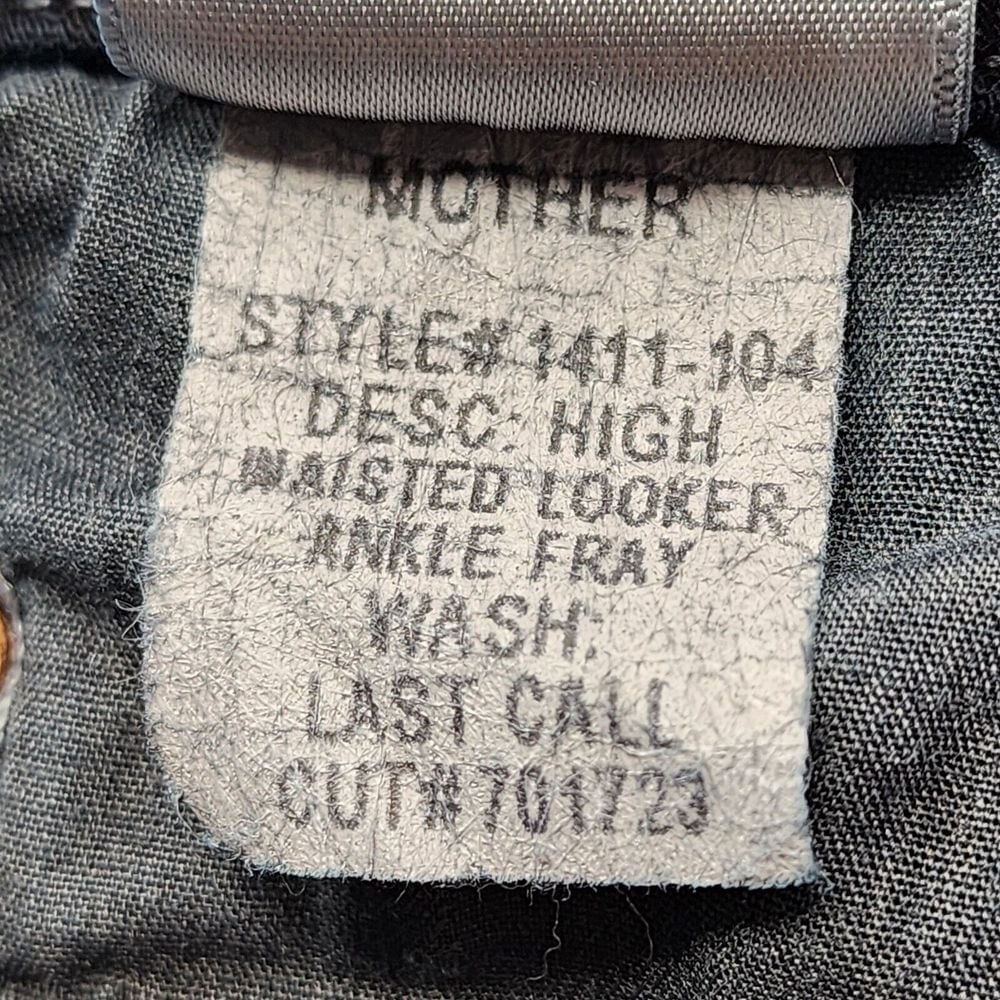 MOTHER
STYLE# 1411-104
DESC: HIGH
WAISTED LOOKER
ANKLE FRAY
WASH:
LAST CALL
CUT# 701723